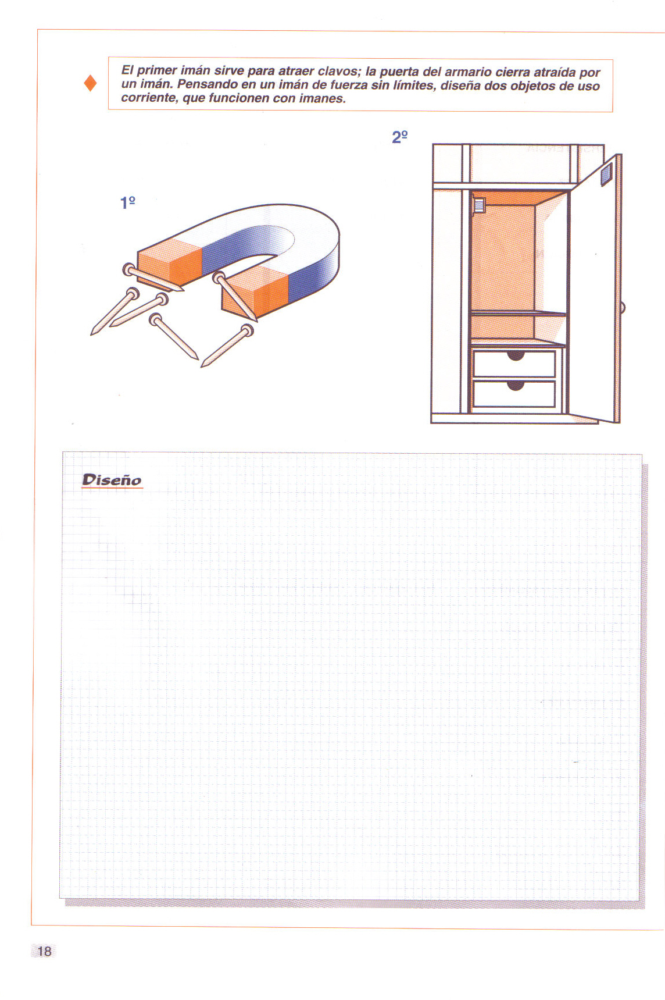 El primer imán sirve para atraer clavos; la puerta del armario cierra atraída por
un imán. Pensando en un imán de fuerza sin límites, diseña dos objetos de uso
corriente, que funcionen con imanes.
2º
1º
Diseño
18